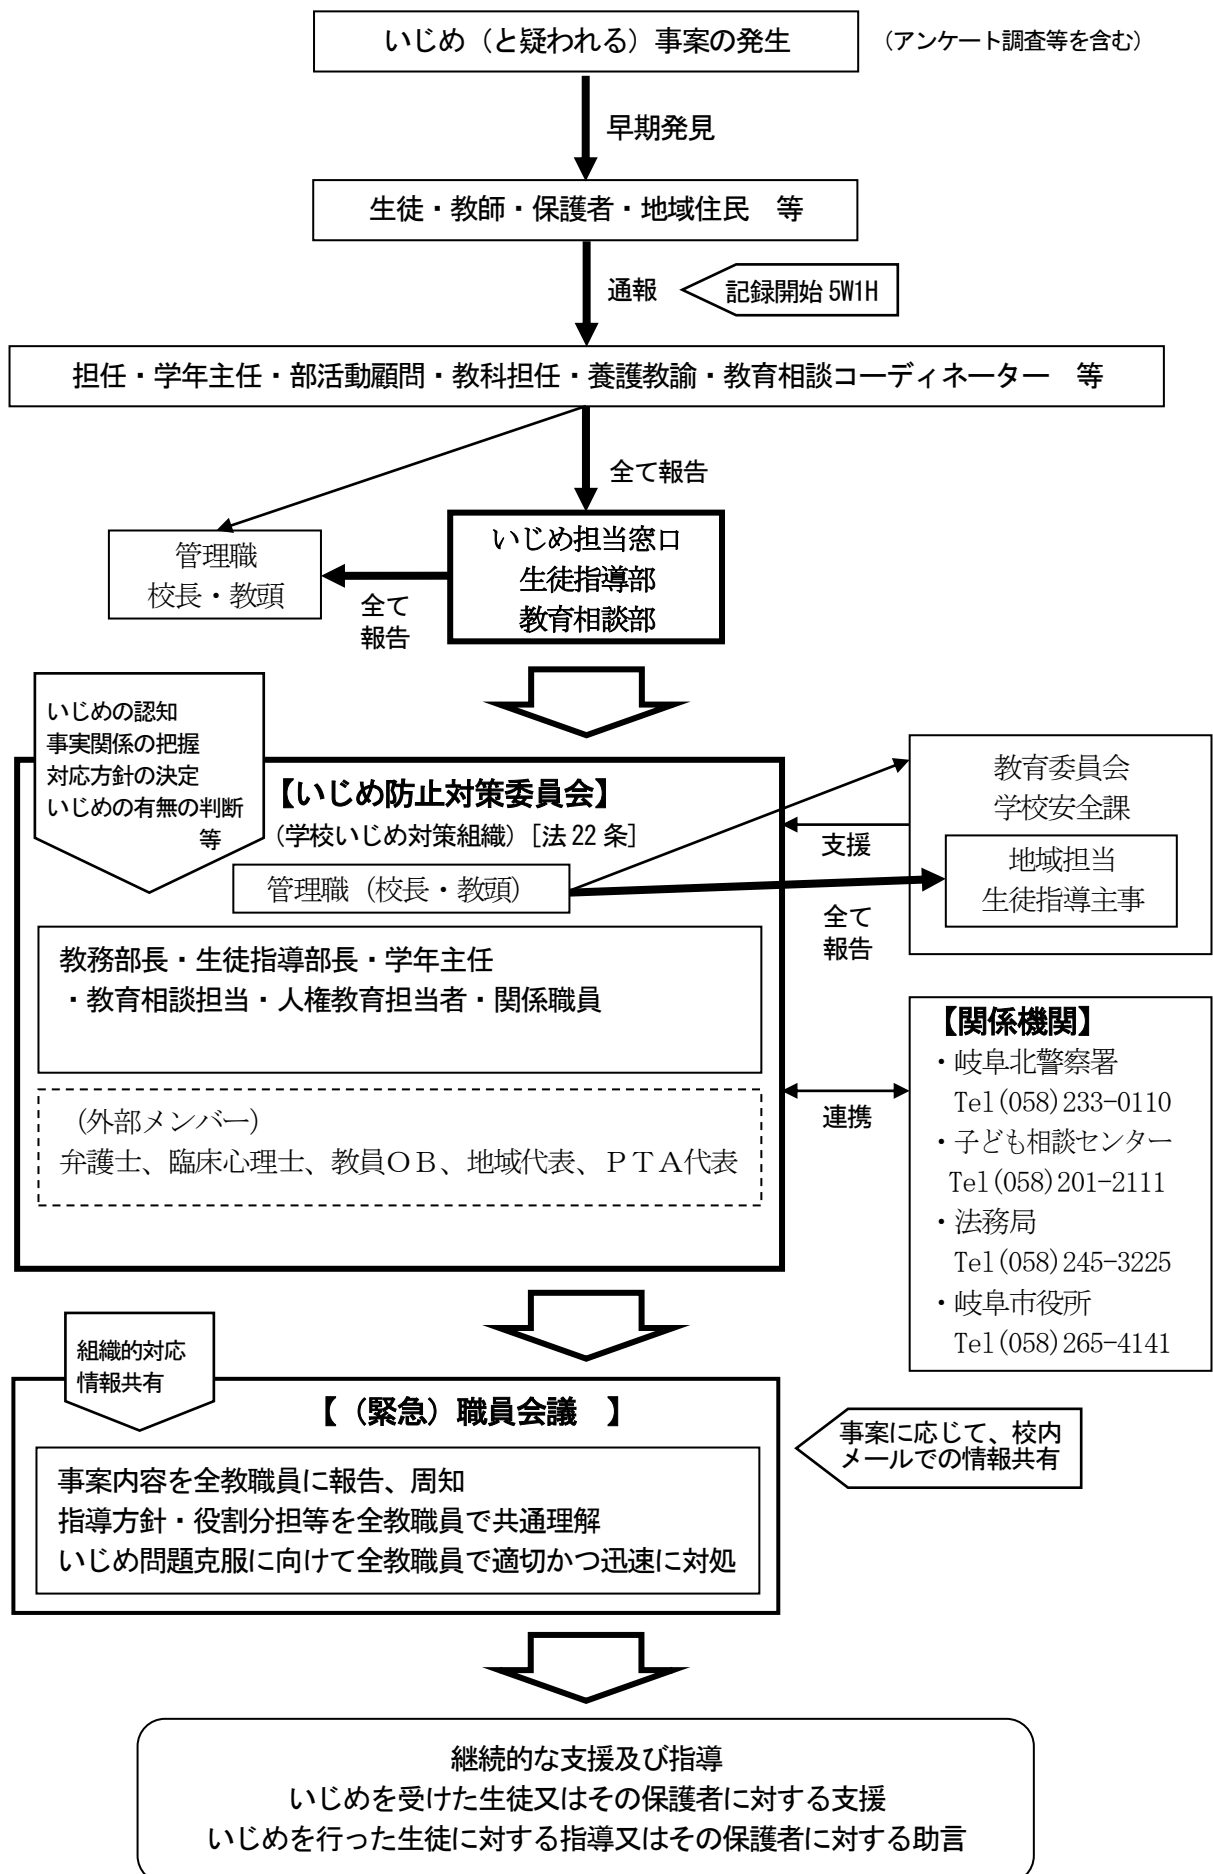 いじめ（と疑われる）事案の発生
（アンケート調査等を含む）
早期発見
生徒・教師・保護者・地域住民　等
通報
記録開始 5W1H
担任・学年主任・部活動顧問・教科担任・養護教諭・教育相談コーディネーター　等
全て報告
いじめ担当窓口
生徒指導部
教育相談部
管理職
校長・教頭
全て
報告
いじめの認知
事実関係の把握
対応方針の決定
いじめの有無の判断
等
【いじめ防止対策委員会】
（学校いじめ対策組織）［法 22 条］
管理職（校長・教頭）
教務部長・生徒指導部長・学年主任
・教育相談担当・人権教育担当者・関係職員
（外部メンバー）
弁護士、臨床心理士、教員ＯＢ、地域代表、ＰＴＡ代表
教育委員会
学校安全課
支援
地域担当
生徒指導主事
全て
報告
【関係機関】
・岐阜北警察署
Tel(058)233-0110
・子ども相談センター
Tel(058)201-2111
・法務局
Tel(058)245-3225
・岐阜市役所
Tel(058)265-4141
連携
組織的対応
情報共有
【（緊急）職員会議　】
事案内容を全教職員に報告、周知
指導方針・役割分担等を全教職員で共通理解
いじめ問題克服に向けて全教職員で適切かつ迅速に対処
事案に応じて、校内
メールでの情報共有
継続的な支援及び指導
いじめを受けた生徒又はその保護者に対する支援
いじめを行った生徒に対する指導又はその保護者に対する助言